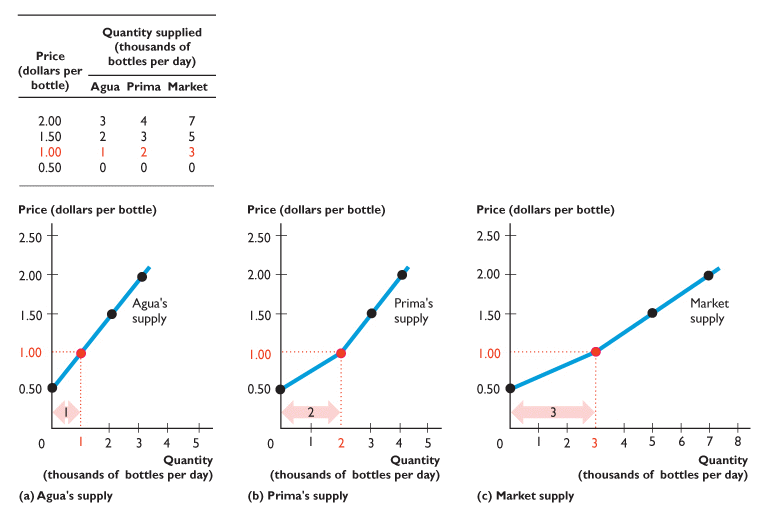 Quantity supplied
(thousands of
bottles per day)
Price
(dollars per
bottle)
Agua Prima Market
2.00 3 4 7
1.50 2 3 5
1.00 1 2 3
0.50 0 0 0
Price (dollars per bottle)
2.50
2.00
1.50
1.00
0.50
Agua's
supply
1
0 1 2 3 4 5
Quantity
(thousands of bottles per day)
(a) Agua's supply
Price (dollars per bottle)
2.50
2.00
1.50
1.00
0.50
Prima's
supply
2
0 1 2 3 4 5
Quantity
(thousands of bottles per day)
(b) Prima's supply
Price (dollars per bottle)
2.50
2.00
1.50
1.00
0.50
Market
supply
3
0 1 2 3 4 5 6 7 8
Quantity
(thousands of bottles per day)
(c) Market supply